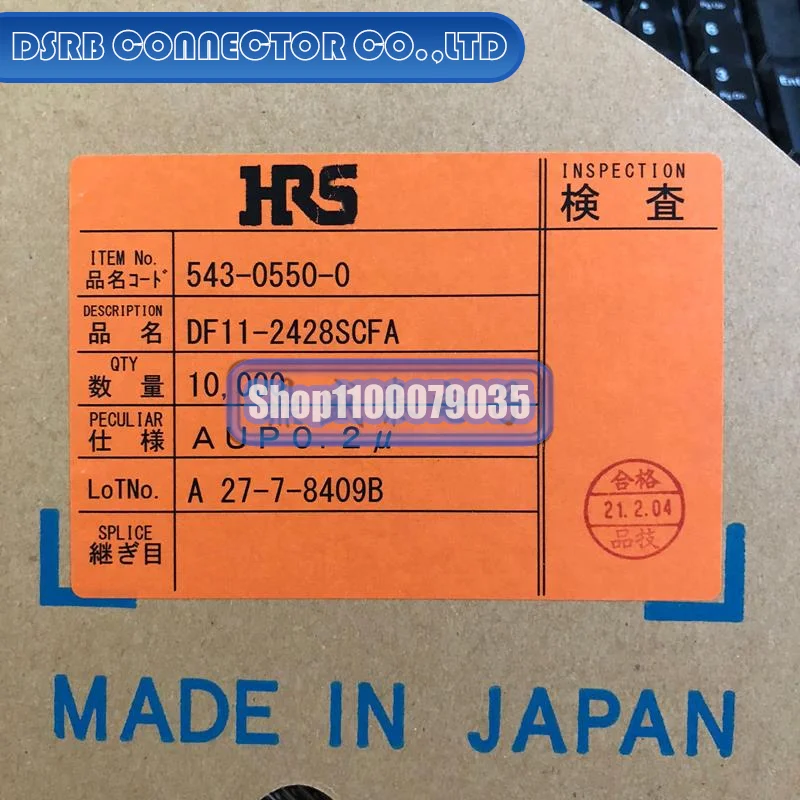 DSRB CONNECTOR CO.,LTD
HRS
INSPECTION
検 査
ITEM No.
品名コード
543-0550-0
DESCRIPTION
品 名
DF11-2428SCFA
QTY
数 量
10,000
Shop1100079035
PECULIAR
仕 様
AUP0.2μ
LoTNo.
A 27-7-8409B
SPLICE
継ぎ目
合格
21.2.04
品技
MADE IN JAPAN